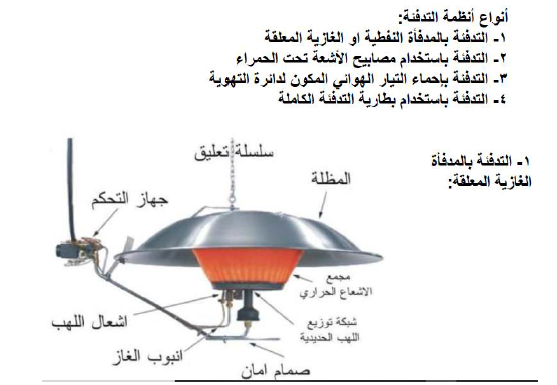 أنواع أنظمة التدفئة:
١- التدفئة بالمدفأة النفطية او الغازية المعلقة
٢- التدفئة باستخدام مصابيح الأشعة تحت الحمراء
٣- التدفئة بإحماء التيار الهوائي المكون لدائرة التهوية
٤- التدفئة باستخدام بطارية التدفئة الكاملة
١- التدفئة بالمدفأة
الغازية المعلقة:
سلسلة تعليق
المظلة
جهاز التحكم
مجمع
الاشعاع الحراري
اشعال اللهب
شبكة توزيع
اللهب الحديدية
انبوب الغاز
صمام امان